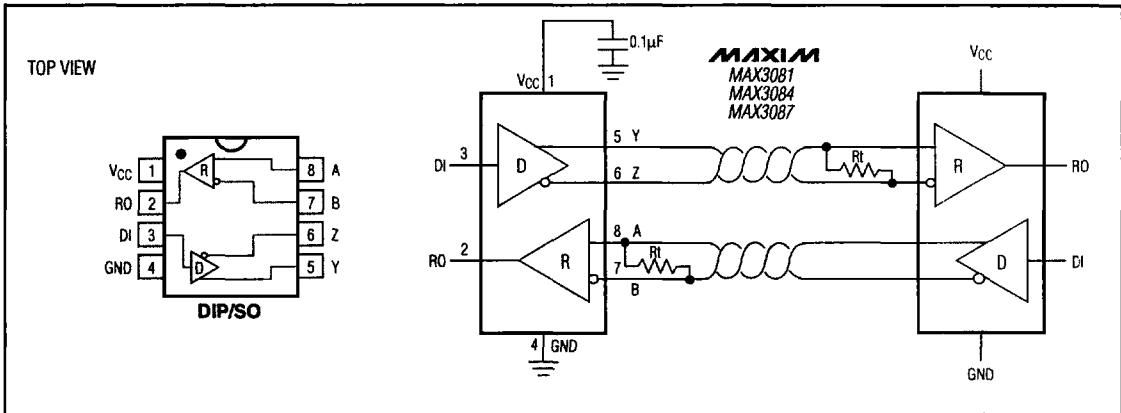 TOP VIEW
VCC 1
RO 2
DI 3
GND 4
8 A
7 B
6 Z
5 Y
R
D
DIP/SO
0.1µF
VCC 1
MAXIM
MAX3081
MAX3084
MAX3087
VCC
DI 3
D
5 Y
6 Z
Rt
R
RO
RO 2
R
8 A
7
B
Rt
D
DI
4 GND
GND